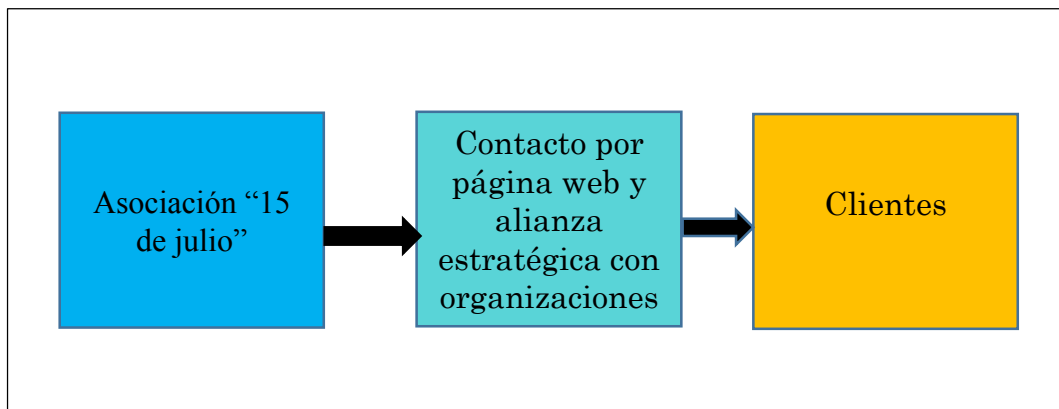 Asociación “15
de julio”
Contacto por
página web y
alianza
estratégica con
organizaciones
Clientes